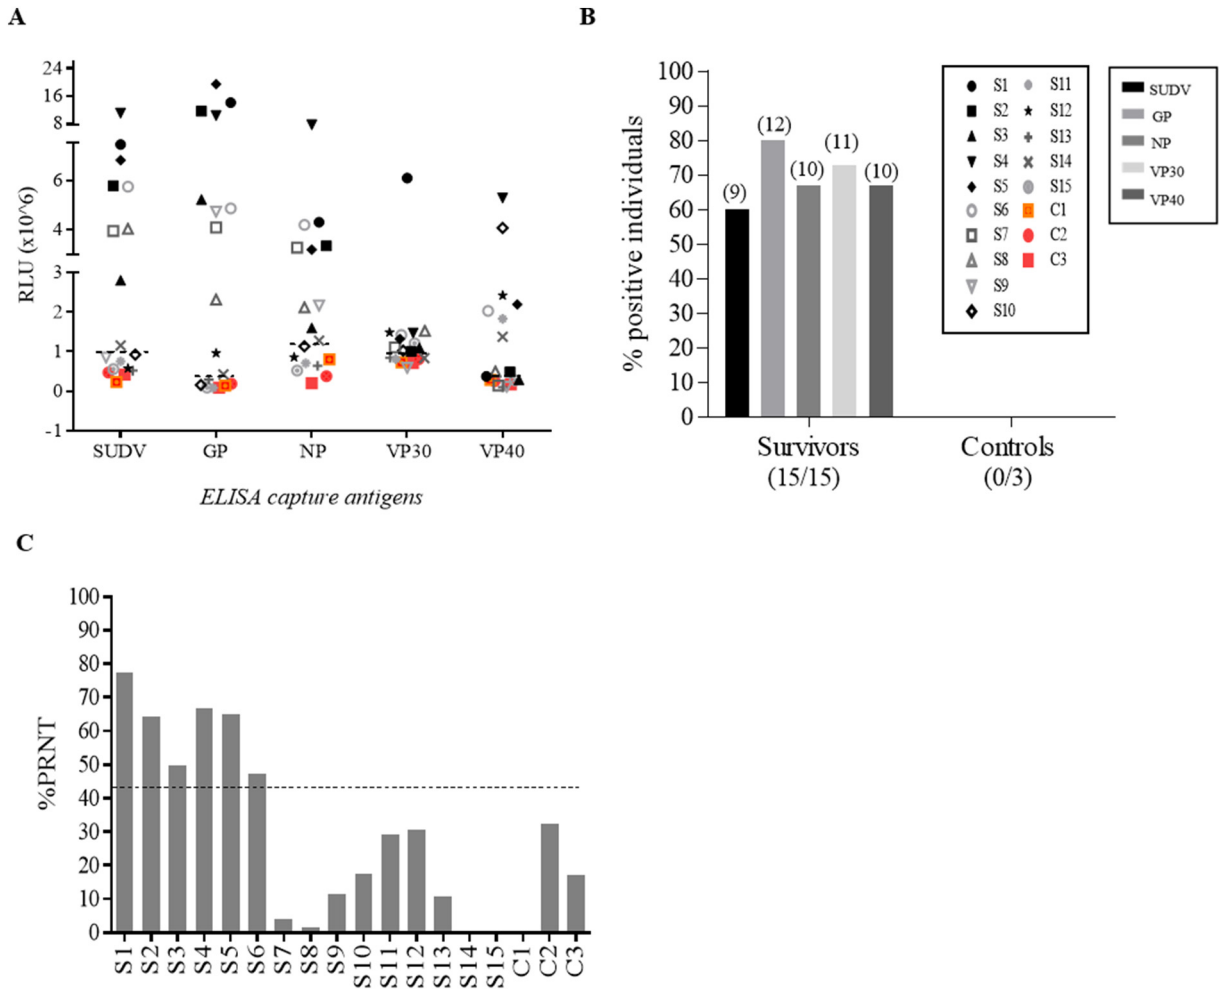 A
24
16
8
6
4
3
2
1
0
-1
RLU (x10^6)
SUDV GP NP VP30 VP40
ELISA capture antigens
B
100
90
80
70
60
50
40
30
20
10
0
% positive individuals
(9) (12) (10) (11) (10)
Survivors Controls
(15/15) (0/3)
S1 S11
S2 S12
S3 S13
S4 S14
S5 S15
S6 C1
S7 C2
S8 C3
S9
S10
SUDV
GP
NP
VP30
VP40
C
100
90
80
70
60
50
40
30
20
10
0
%PRNT
S1 S2 S3 S4 S5 S6 S7 S8 S9 S10 S11 S12 S13 S14 S15 C1 C2 C3